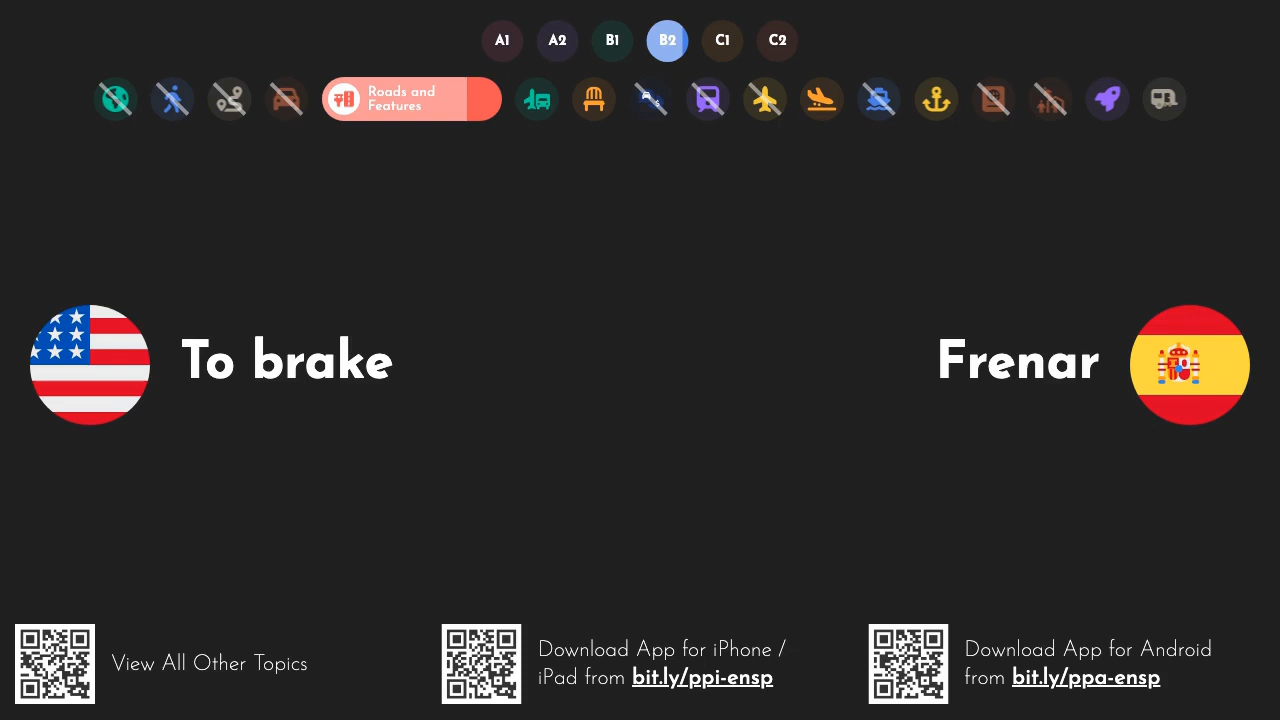 A1 A2 B1 B2 C1 C2
Roads and
Features
To brake
Frenar
View All Other Topics
Download App for iPhone /
iPad from bit.ly/ppi-ensp
Download App for Android
from bit.ly/ppa-ensp